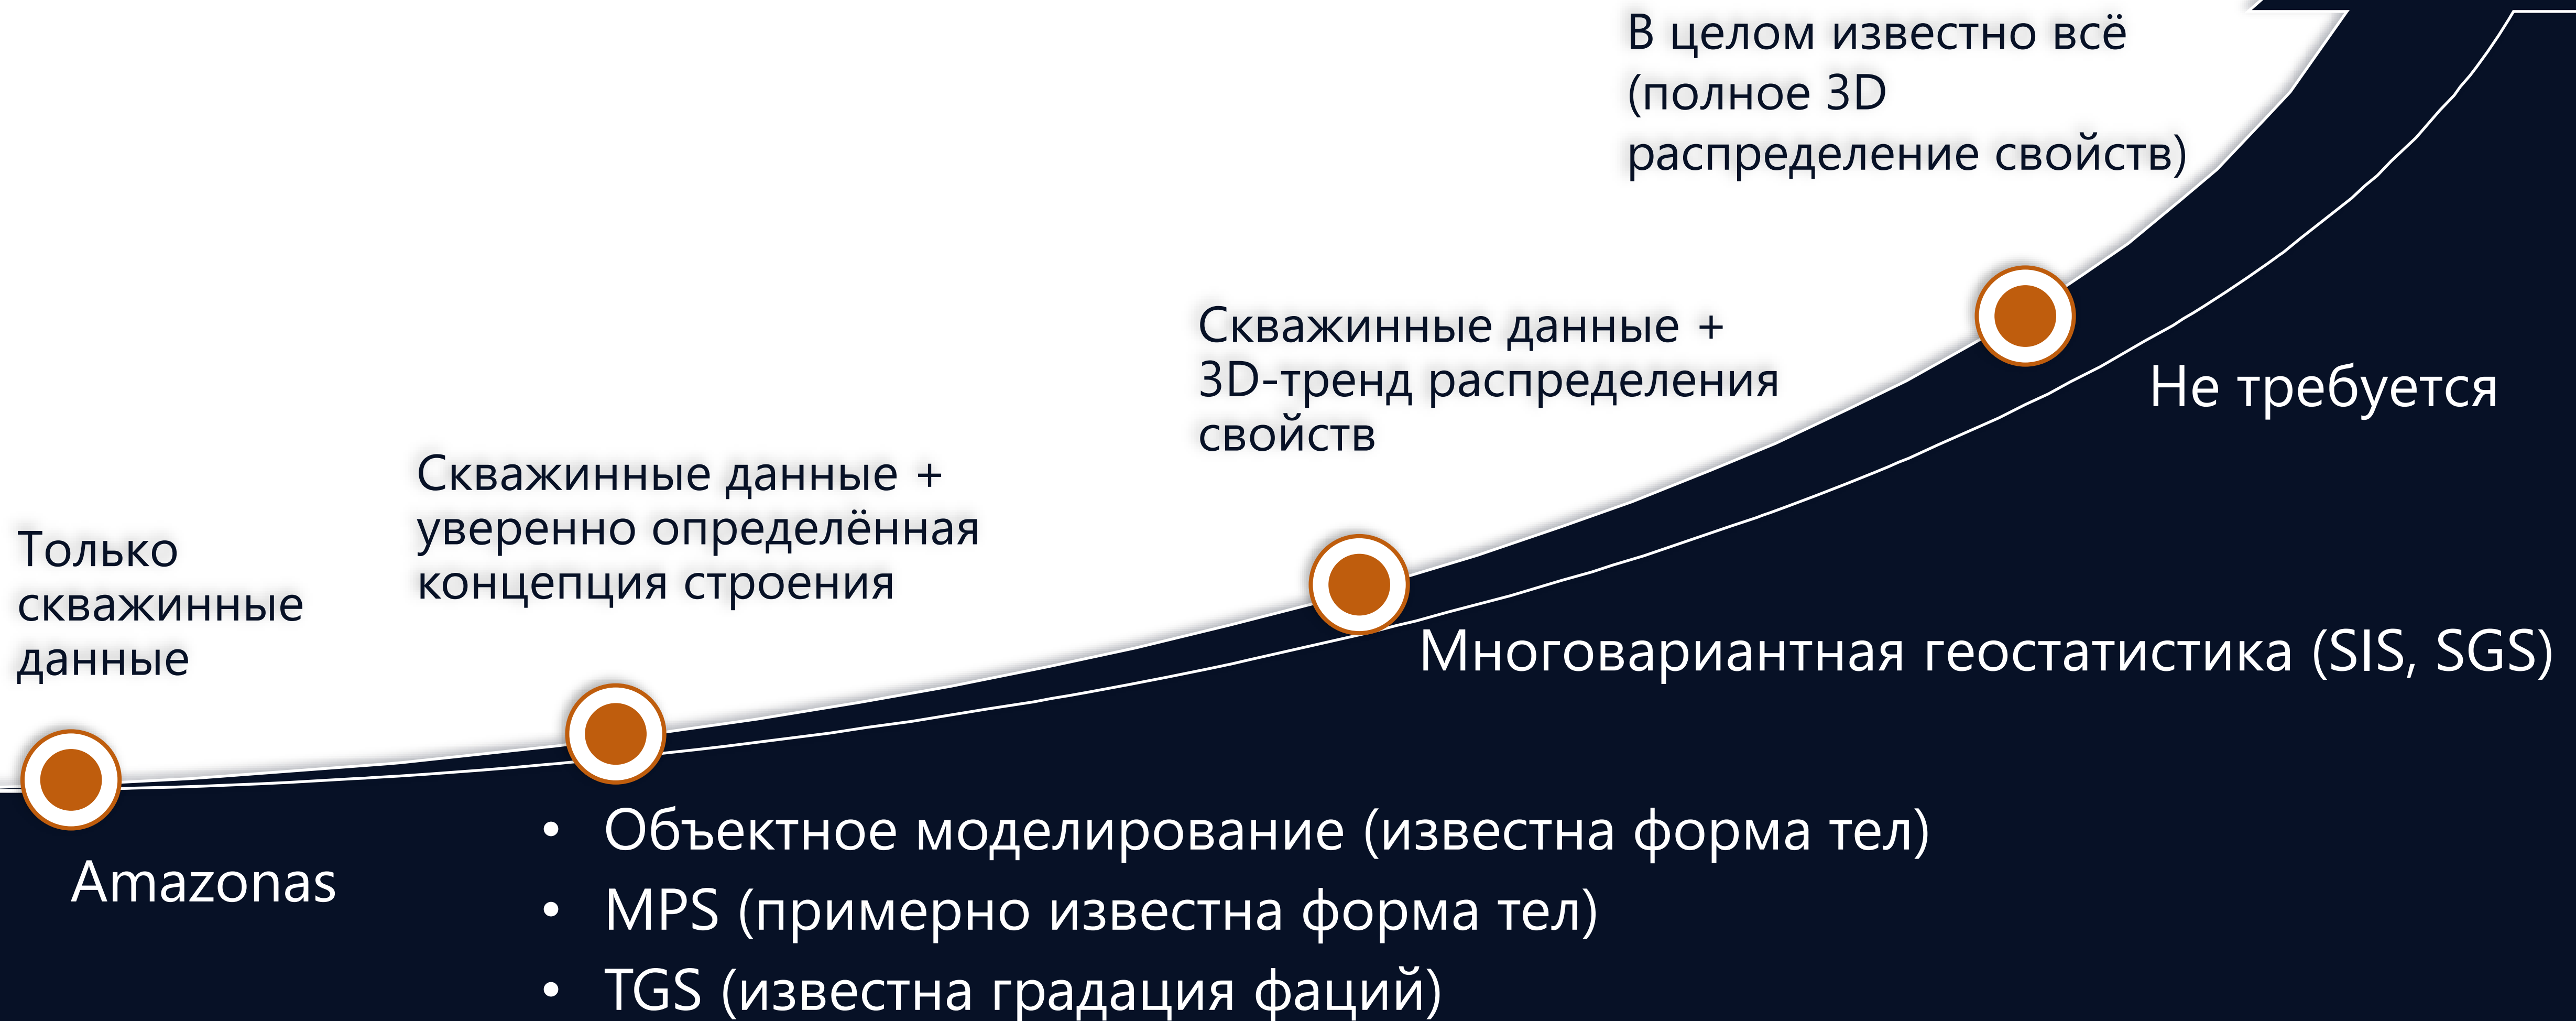 В целом известно всё
(полное 3D
распределение свойств)
Скважинные данные +
3D-тренд распределения
свойств
Не требуется
Скважинные данные +
уверенно определённая
концепция строения
Только
скважинные
данные
Многовариантная геостатистика (SIS, SGS)
Amazonas
• Объектное моделирование (известна форма тел)
• MPS (примерно известна форма тел)
• TGS (известна градация фаций)